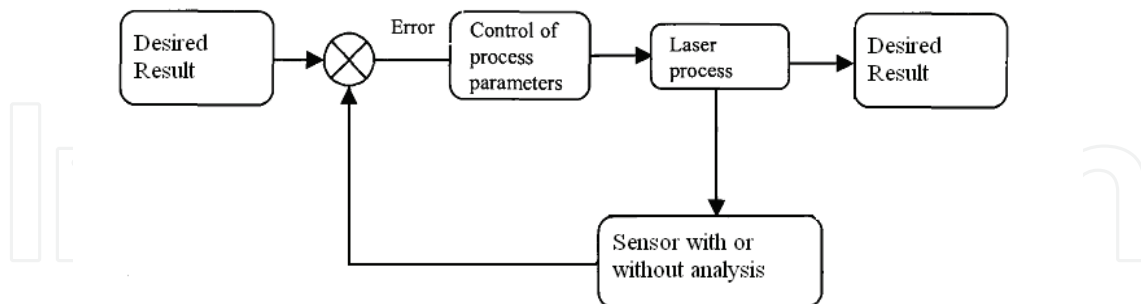 Desired
Result
Error
Control of
process
parameters
Laser
process
Desired
Result
Sensor with or
without analysis